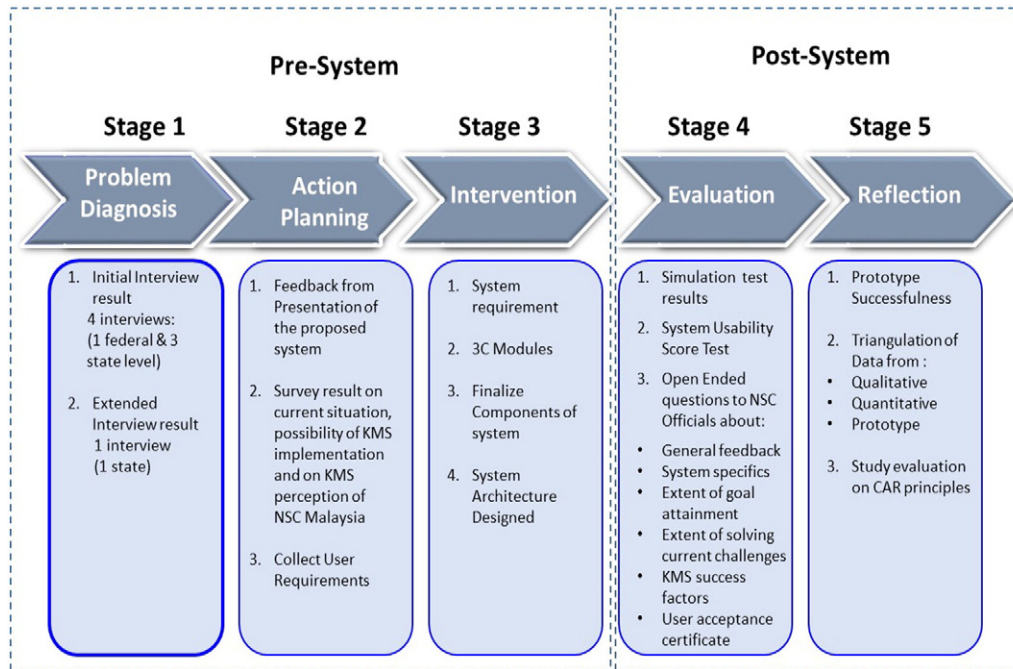 Pre-System
Post-System
Stage 1
Stage 2
Stage 3
Stage 4
Stage 5
Problem
Diagnosis
Action
Planning
Intervention
Evaluation
Reflection
1. Initial Interview
result
4 interviews:
(1 federal & 3
state level)
2. Extended
Interview result
1 interview
(1 state)
1. Feedback from
Presentation of
the proposed
system
2. Survey result on
current situation,
possibility of KMS
implementation
and on KMS
perception of
NSC Malaysia
3. Collect User
Requirements
1. System
requirement
2. 3C Modules
3. Finalize
Components of
system
4. System
Architecture
Designed
1. Simulation test
results
2. System Usability
Score Test
3. Open Ended
questions to NSC
Officials about:
• General feedback
• System specifics
• Extent of goal
attainment
• Extent of solving
current challenges
• KMS success
factors
• User acceptance
certificate
1. Prototype
Successfulness
2. Triangulation of
Data from :
• Qualitative
• Quantitative
• Prototype
3. Study evaluation
on CAR principles